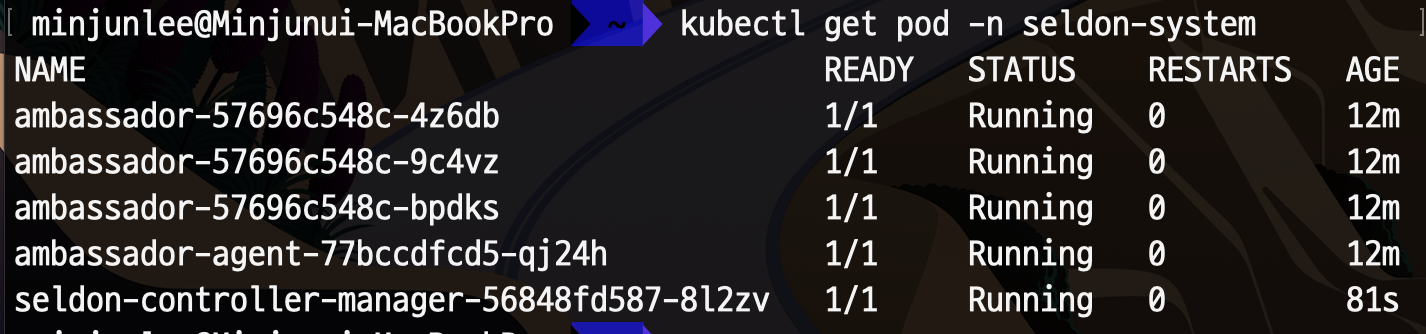 minjunlee@Minjunui-MacBookPro ~ kubectl get pod -n seldon-system
NAME READY STATUS RESTARTS AGE
ambassador-57696c548c-4z6db 1/1 Running 0 12m
ambassador-57696c548c-9c4vz 1/1 Running 0 12m
ambassador-57696c548c-bpdks 1/1 Running 0 12m
ambassador-agent-77bccdfcd5-qj24h 1/1 Running 0 12m
seldon-controller-manager-56848fd587-8l2zv 1/1 Running 0 81s